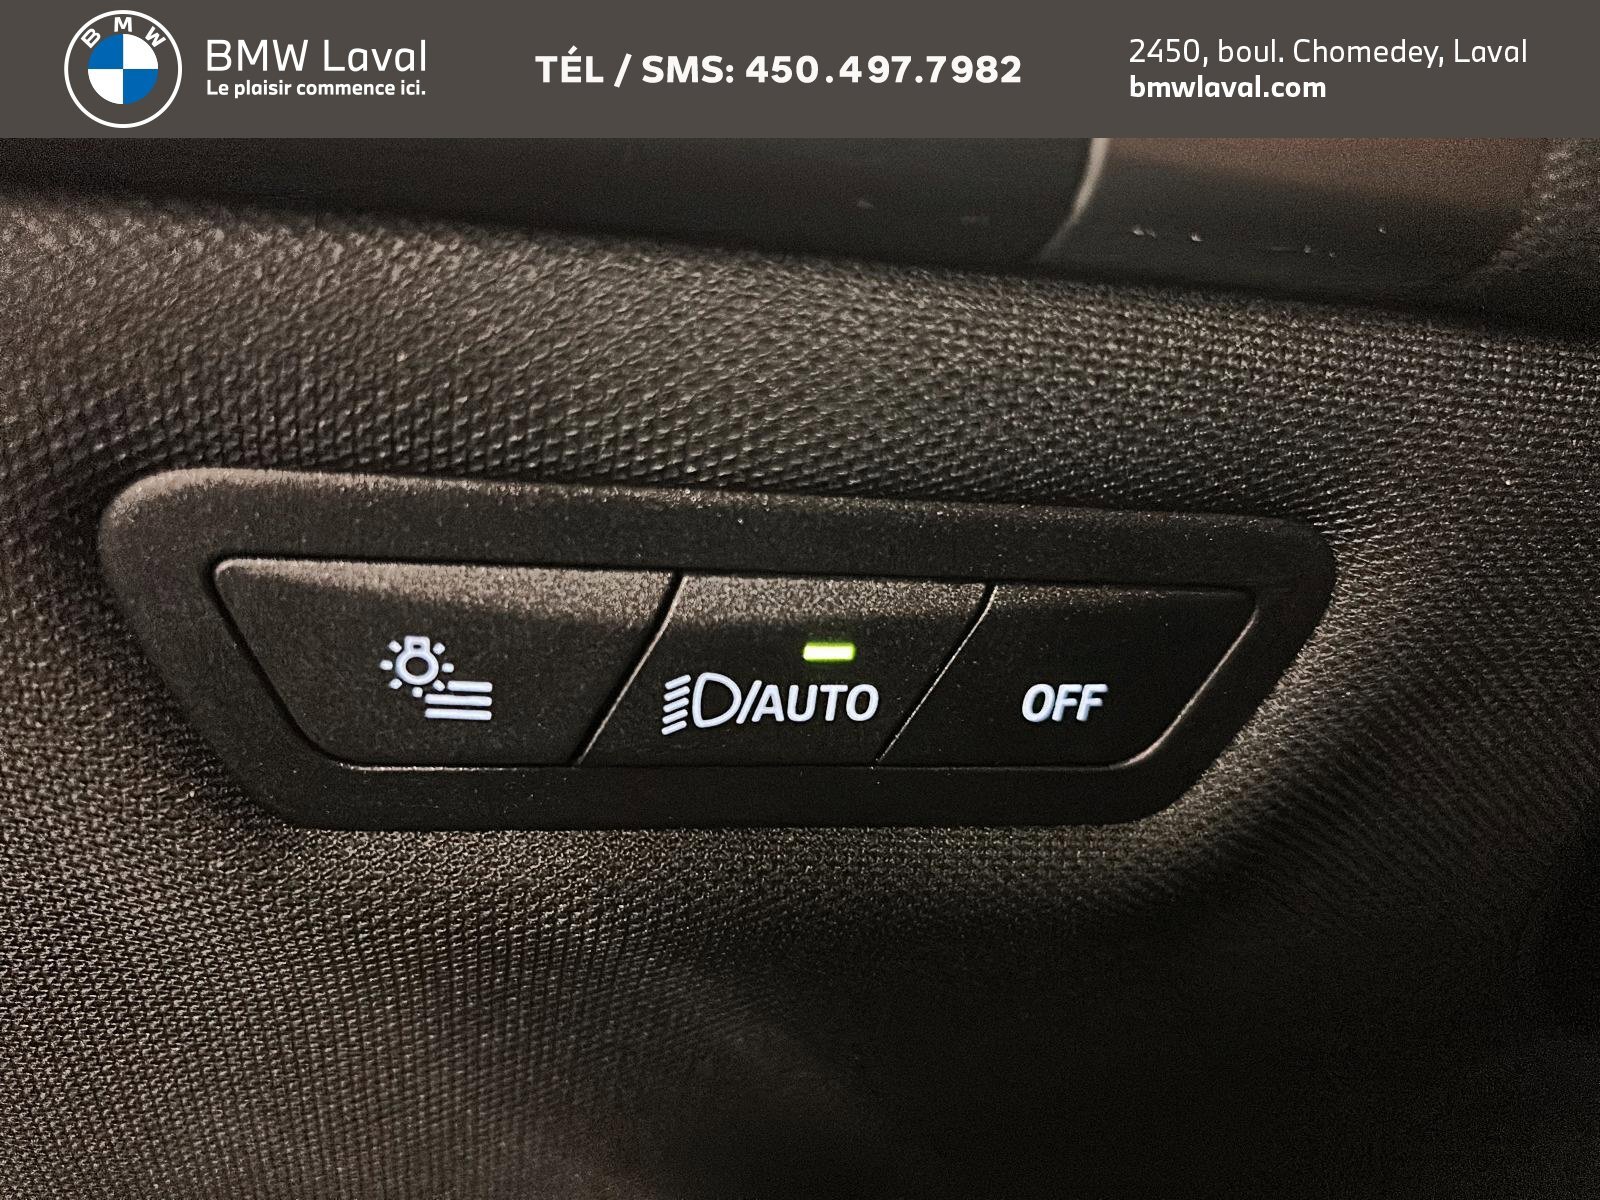 BMW
BMW Laval
Le plaisir commence ici.
TÉL / SMS: 450.497.7982
2450, boul. Chomedey, Laval
bmwlaval.com
/AUTO
OFF